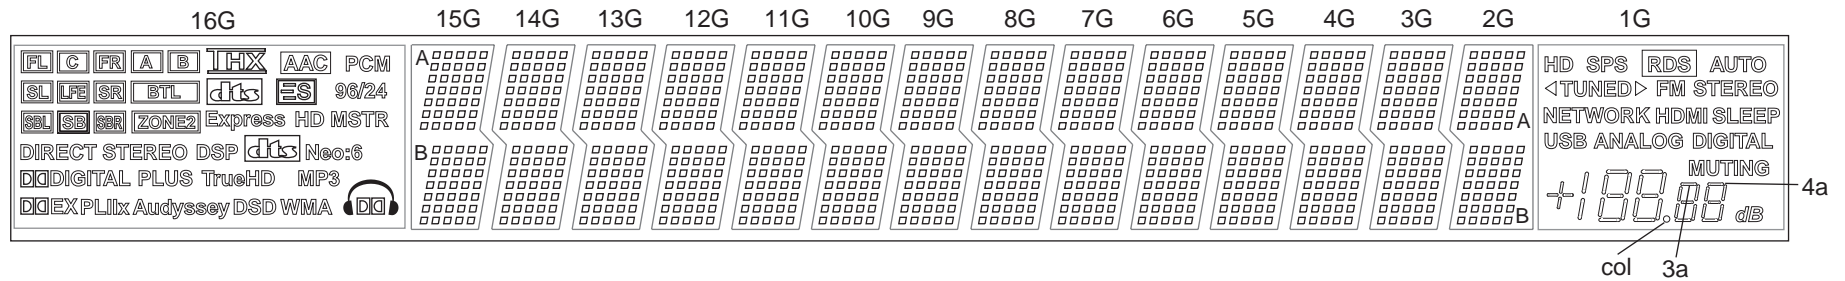 16G 15G 14G 13G 12G 11G 10G 9G 8G 7G 6G 5G 4G 3G 2G 1G
FL C FR A B THX AAC PCM
SL LFE SR BTL dts ES 96/24
SBL SB SBR ZONE2 Express HD MSTR
DIRECT STEREO DSP dts Neo:6
DIGITAL PLUS TrueHD MP3
EX PLIIx Audyssey DSD WMA
A
B
A
B
HD SPS RDS AUTO
TUNED FM STEREO
NETWORK HDMI SLEEP
USB ANALOG DIGITAL
MUTING
+188.88 dB
4a
col 3a